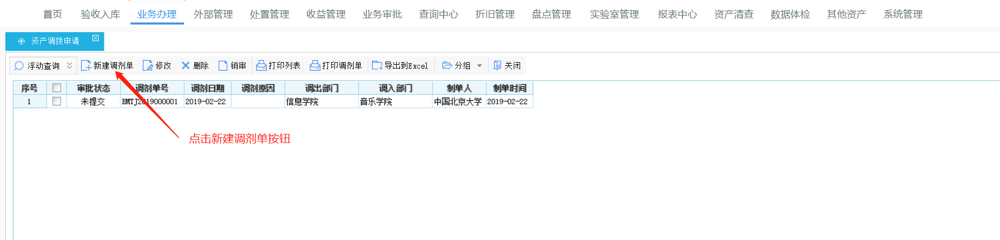 首页 验收入库 业务办理 外部管理 处置管理 收益管理 业务审批 查询中心 折旧管理 盘点管理 实验室管理 报表中心 资产清查 数据体检 其他资产 系统管理
资产调拨申请
浮动查询 新建调剂单 修改 删除 销审 打印列表 打印调剂单 导出到Excel 分组 关闭
序号 审批状态 调剂单号 调剂日期 调剂原因 调出部门 调入部门 制单人 制单时间
1 未提交 BMTJ2019000001 2019-02-22 信息学院 音乐学院 中国北京大学 2019-02-22
点击新建调剂单按钮